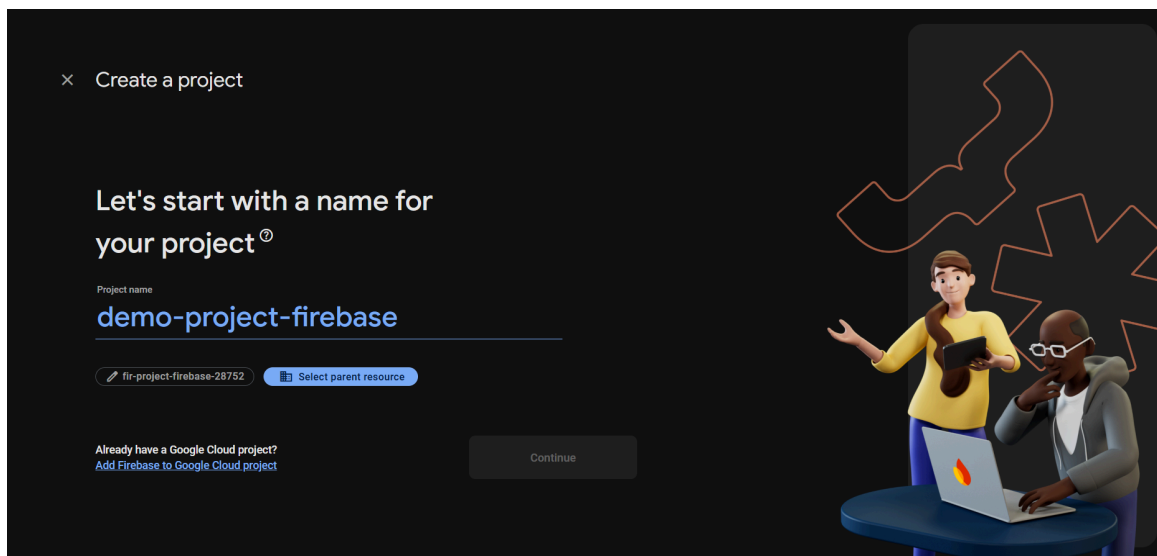 Create a project
Let's start with a name for
your project
Project name
demo-project-firebase
fir-project-firebase-28752
Select parent resource
Already have a Google Cloud project?
Add Firebase to Google Cloud project
Continue